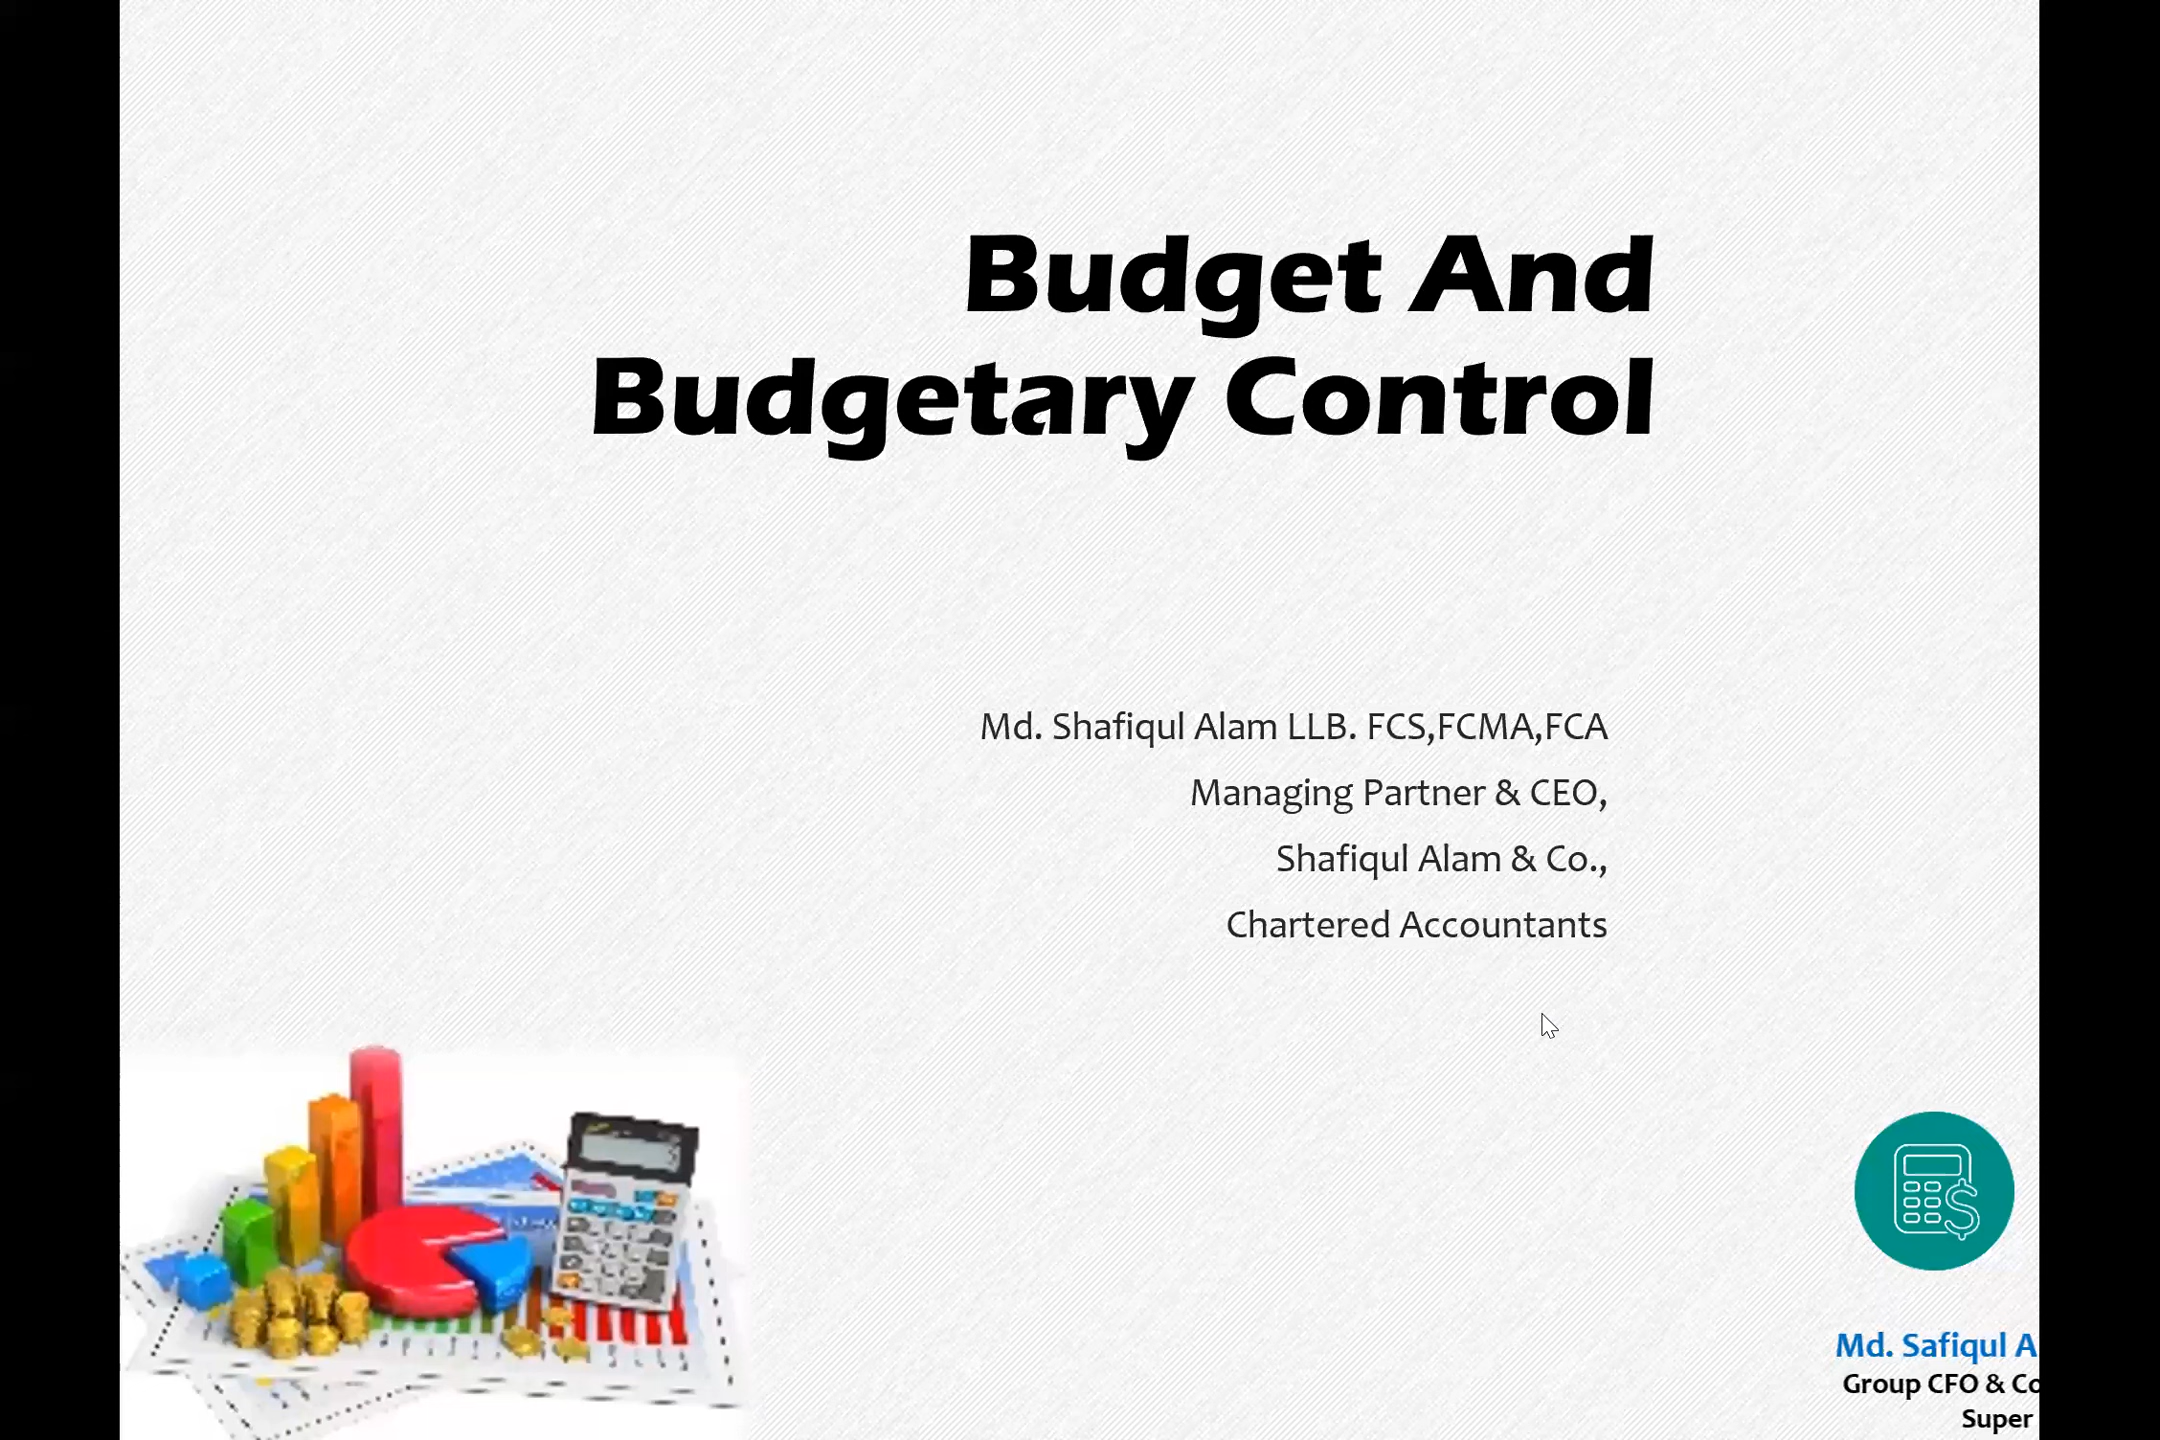 Budget And
Budgetary Control
Md. Shafiqul Alam LLB. FCS,FCMA,FCA
Managing Partner & CEO,
Shafiqul Alam & Co.,
Chartered Accountants
Md. Safiqul A
Group CFO & Co
Super